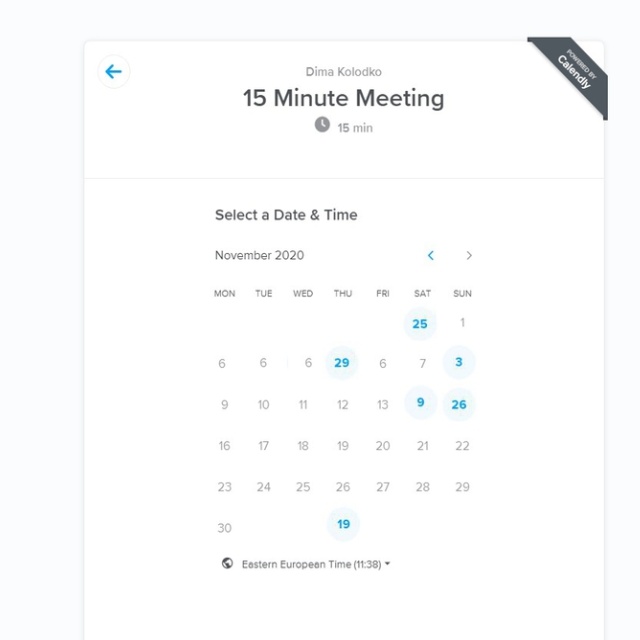 POWERED BY
Calendly
Dima Kolodko
15 Minute Meeting
15 min
Select a Date & Time
November 2020
MON TUE WED THU FRI SAT SUN
25 1
6 6 6 29 6 7 3
9 10 11 12 13 9 26
16 17 18 19 20 21 22
23 24 25 26 27 28 29
30 19
Eastern European Time (11:38)